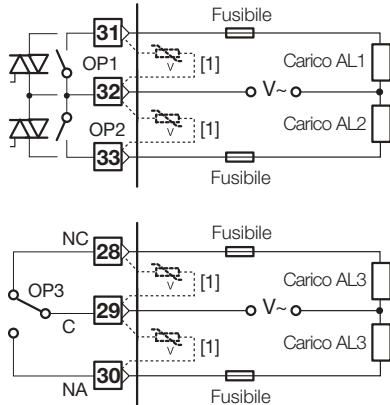 Fusibile
31
OP1
[1]
Carico AL1
32
V~
OP2
[1]
Carico AL2
33
Fusibile
Fusibile
NC
28
V
[1]
Carico AL3
OP3
29
V~
C
V
[1]
Carico AL3
30
NA
Fusibile